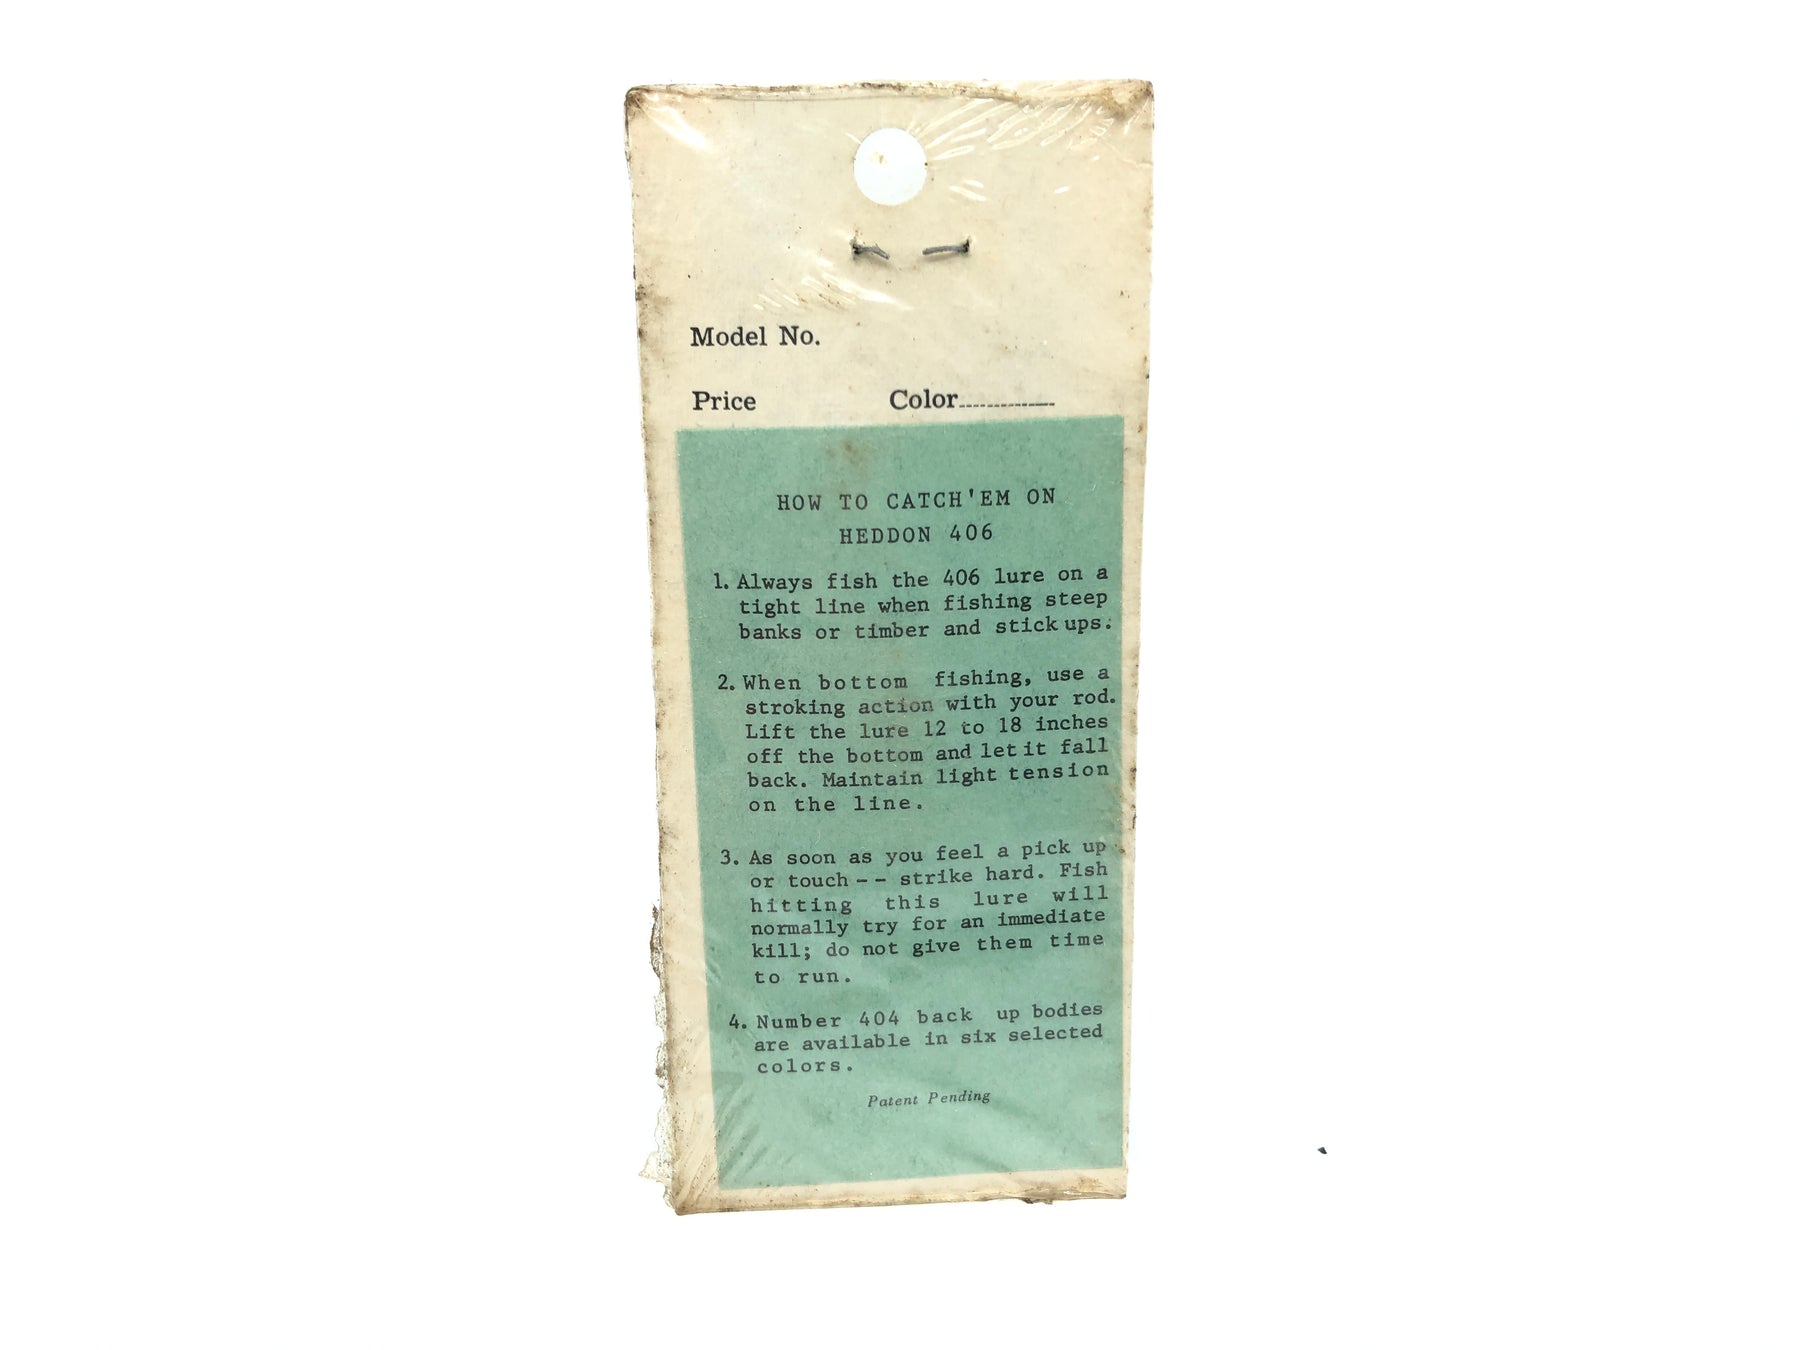 Model No.
Price Color.............
HOW TO CATCH'EM ON
HEDDON 406
1. Always fish the 406 lure on a
tight line when fishing steep
banks or timber and stick ups.
2. When bottom fishing, use a
stroking action with your rod.
Lift the lure 12 to 18 inches
off the bottom and let it fall
back. Maintain light tension
on the line.
3. As soon as you feel a pick up
or touch -- strike hard. Fish
hitting this lure will
normally try for an immediate
kill; do not give them time
to run.
4. Number 404 back up bodies
are available in six selected
colors.
Patent Pending